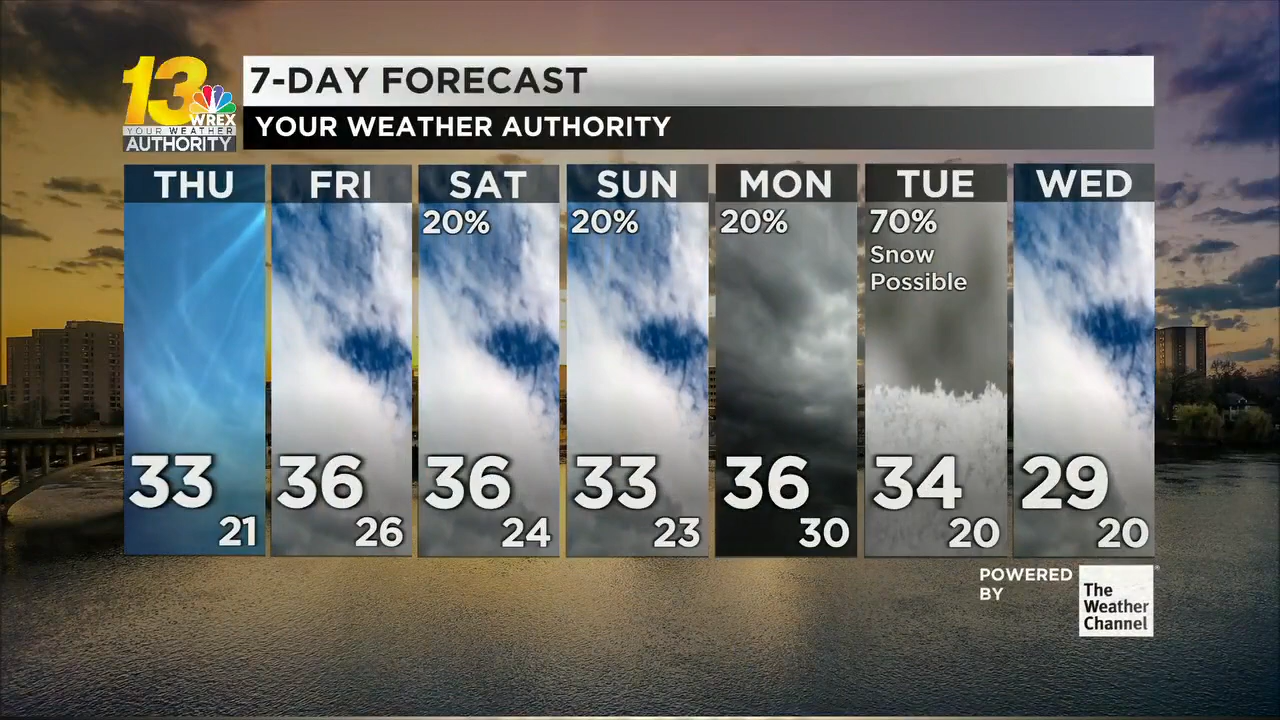 13
WREX
YOUR WEATHER
AUTHORITY
7-DAY FORECAST
YOUR WEATHER AUTHORITY
THU FRI SAT SUN MON TUE WED
20% 20% 20% 70%
Snow
Possible
33 36 36 33 36 34 29
21 26 24 23 30 20 20
POWERED
BY
The
Weather
Channel